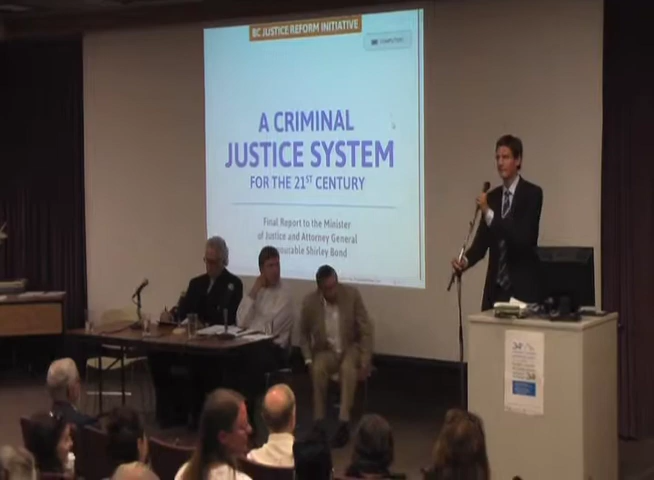 BC JUSTICE REFORM INITIATIVE
COMPUTER1
A CRIMINAL
JUSTICE SYSTEM
FOR THE 21ST CENTURY
Final Report to the Minister
of Justice and Attorney General
Honourable Shirley Bond